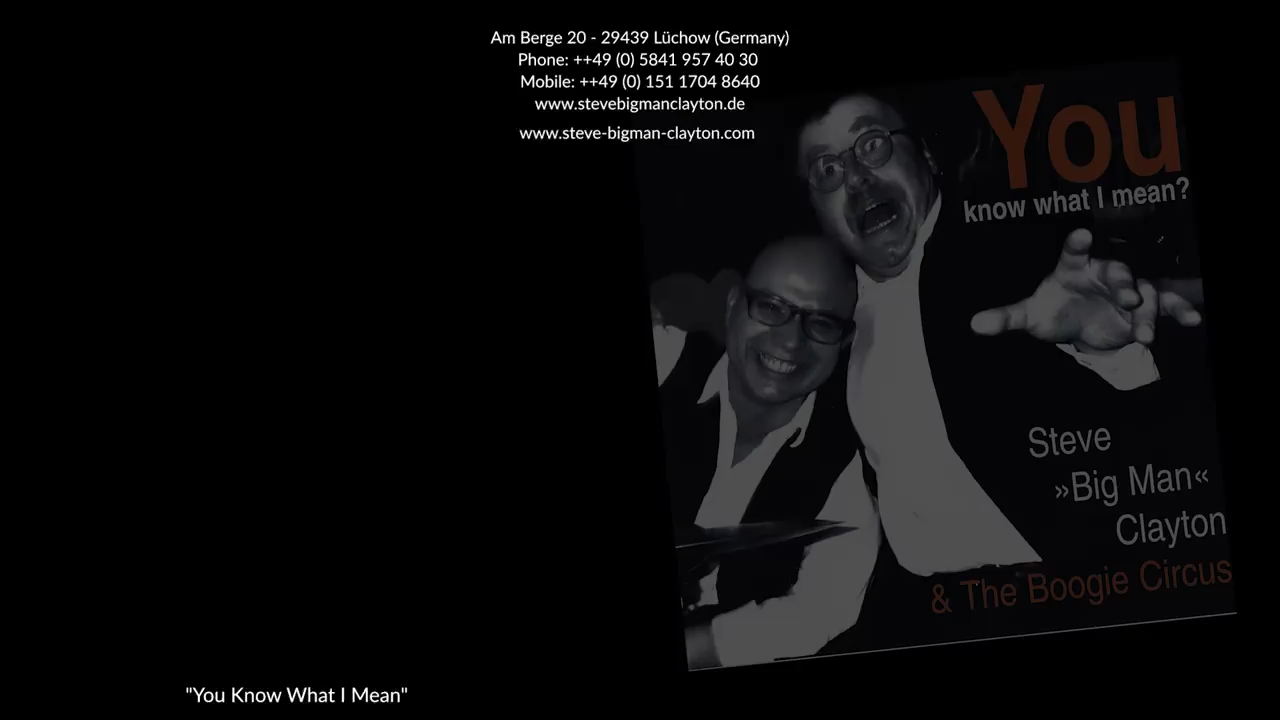 Am Berge 20 - 29439 Lüchow (Germany)
Phone: ++49 (0) 5841 957 40 30
Mobile: ++49 (0) 151 1704 8640
www.stevebigmanclayton.de
www.steve-bigman-clayton.com
You
know what I mean?
Steve
»Big Man«
Clayton
& The Boogie Circus
"You Know What I Mean"